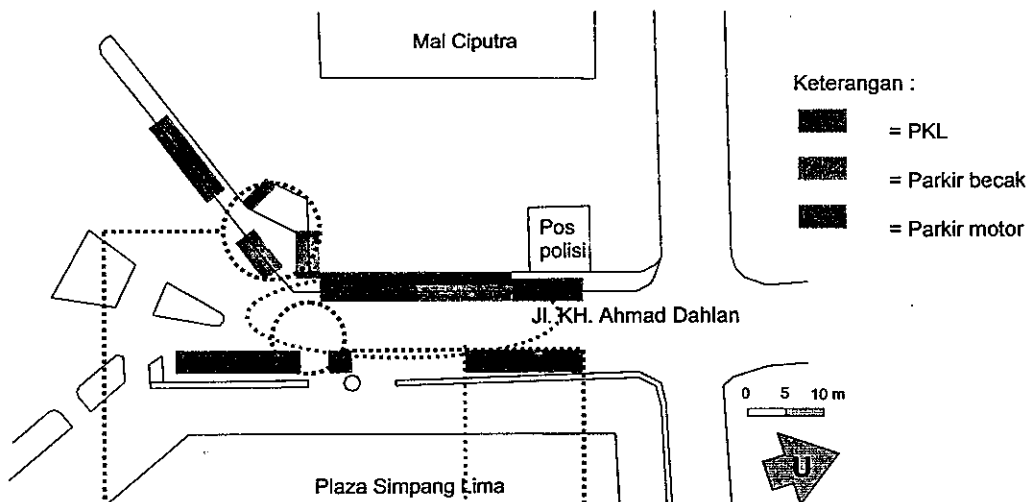 Mal Ciputra
Keterangan :
= PKL
= Parkir becak
= Parkir motor
Pos
polisi
Jl. KH. Ahmad Dahlan
0 5 10 m
U
Plaza Simpang Lima